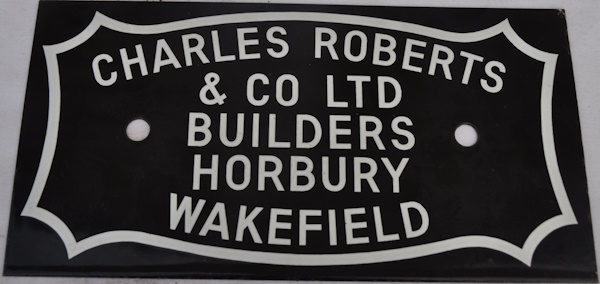 CHARLES ROBERTS
& CO LTD
BUILDERS
HORBURY
WAKEFIELD